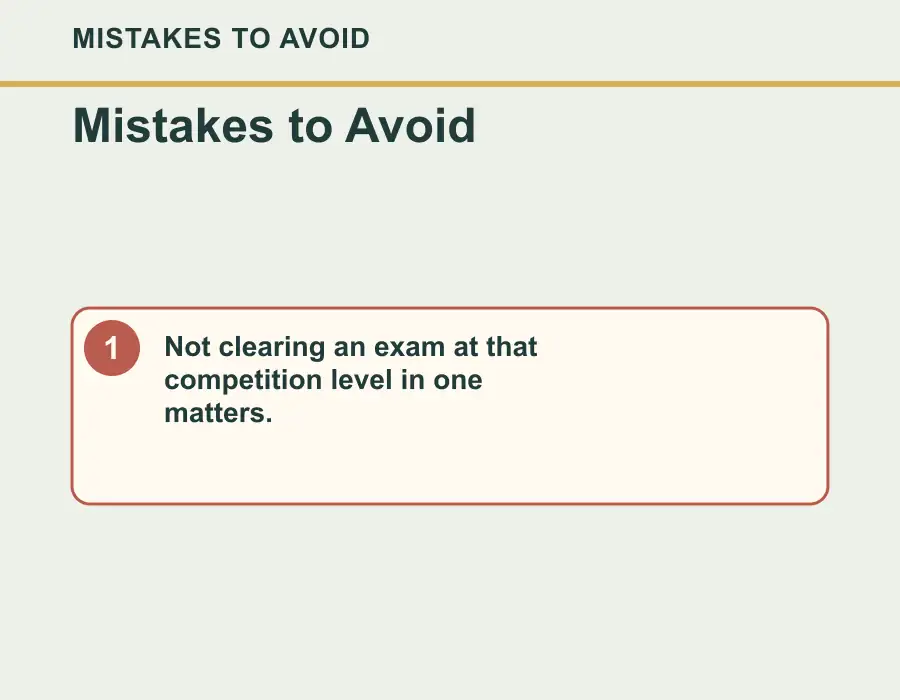 MISTAKES TO AVOID
Mistakes to Avoid
1
Not clearing an exam at that
competition level in one
matters.